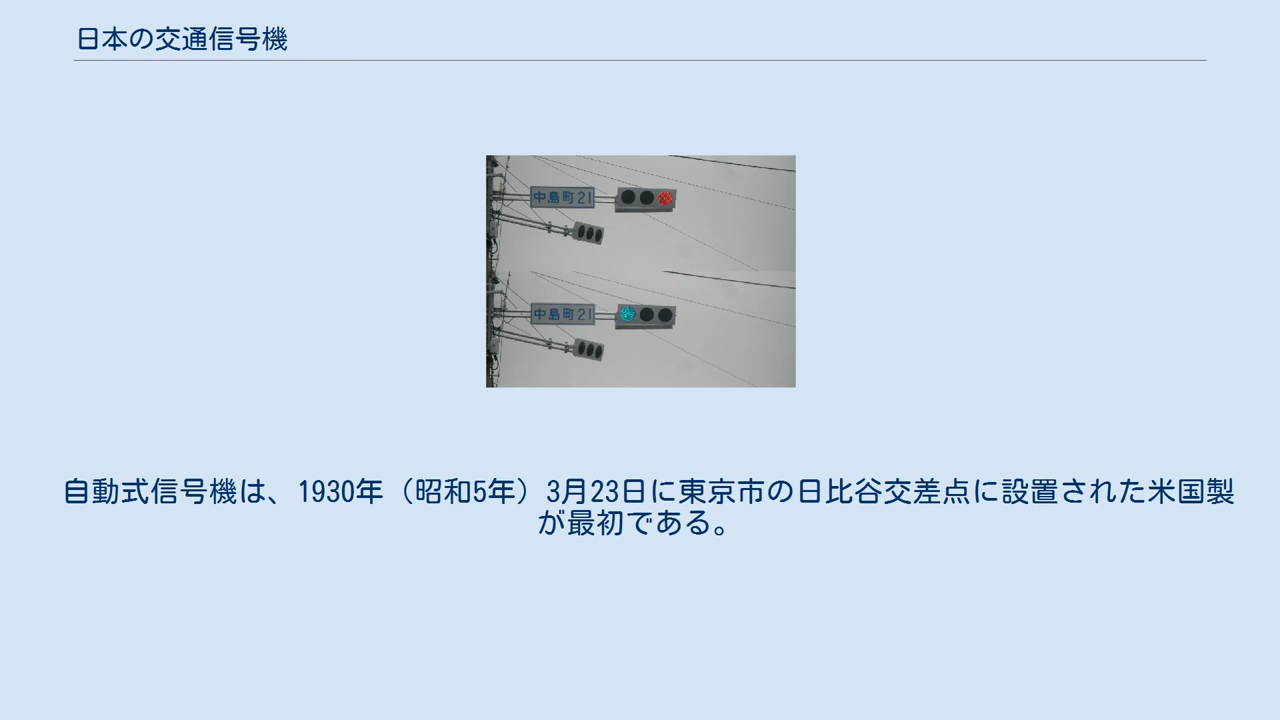 日本の交通信号機
中島町21
中島町21
自動式信号機は、1930年（昭和5年）3月23日に東京市の日比谷交差点に設置された米国製
が最初である。